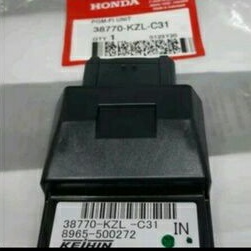 HONDA
PGM-FI UNIT
38770-KZL-C31
QTY 1
38770-KZL -C31
IN
8965-500272
KEIHIN